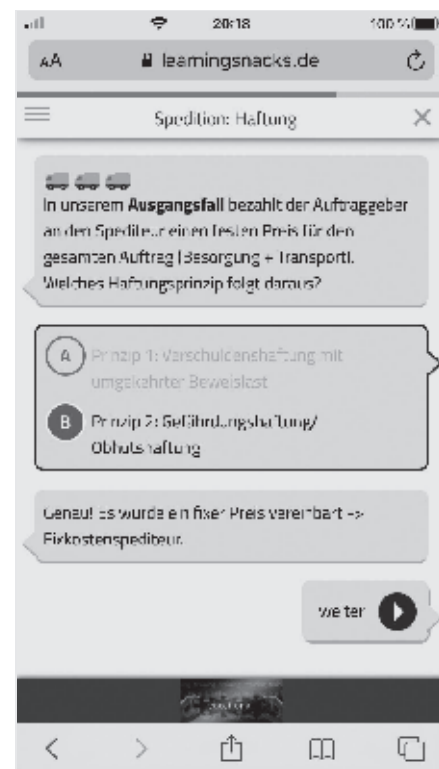 20:18
100 %
AA
learningsnacks.de
Spedition: Haftung
In unserem Ausgangsfall bezahlt der Auftraggeber
an den Spediteur einen festen Preis für den
gesamten Auftrag (Besorgung + Transport).
Welches Haftungsprinzip folgt daraus?
A Prinzip 1: Verschuldenshaftung mit
umgekehrter Beweislast
B Prinzip 2: Gefährdungshaftung/
Obhutshaftung
Genau! Es wurde ein fixer Preis vereinbart ->
Fixkostenspediteur.
weiter